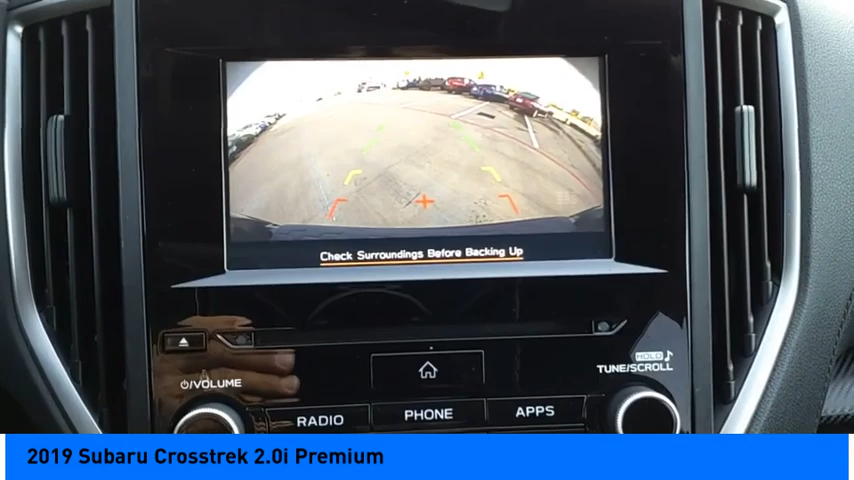 Check Surroundings Before Backing Up
HOLD
⏻/VOLUME
TUNE/SCROLL
RADIO
PHONE
APPS
2019 Subaru Crosstrek 2.0i Premium